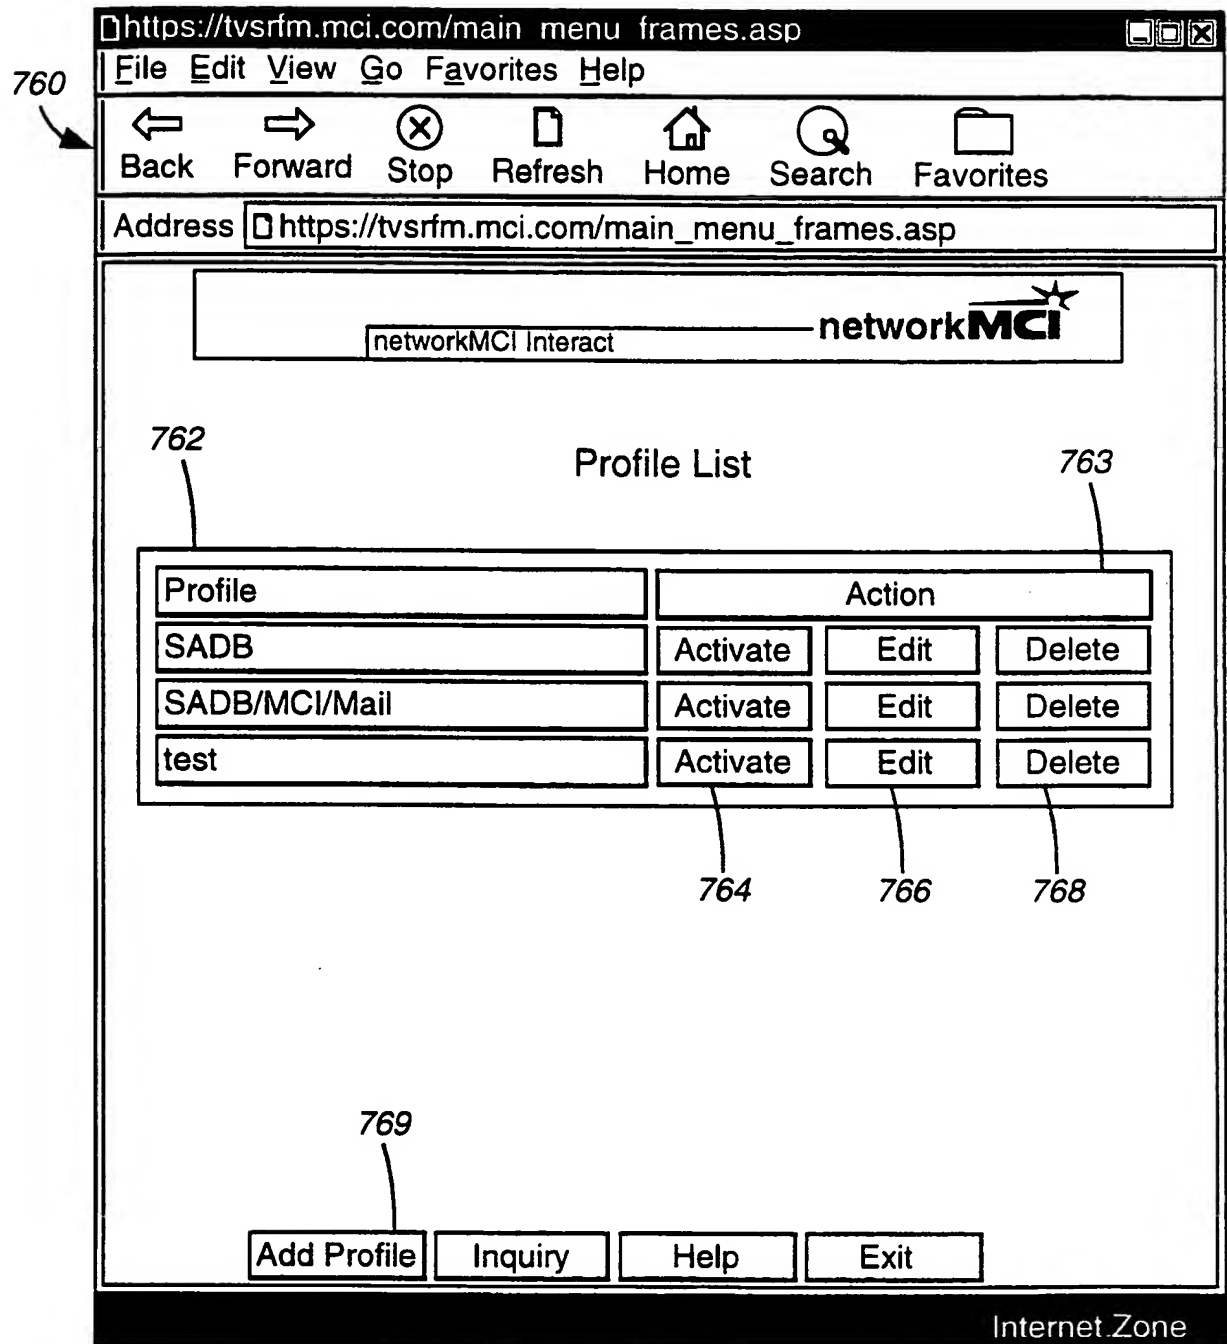 https://tvsrfm.mci.com/main_menu_frames.asp
760
File Edit View Go Favorites Help
Back Forward Stop Refresh Home Search Favorites
Address https://tvsrfm.mci.com/main_menu_frames.asp
networkMCI Interact
networkMCI
762
Profile List
763
Profile Action
SADB Activate Edit Delete
SADB/MCI/Mail Activate Edit Delete
test Activate Edit Delete
764 766 768
769
Add Profile Inquiry Help Exit
Internet Zone